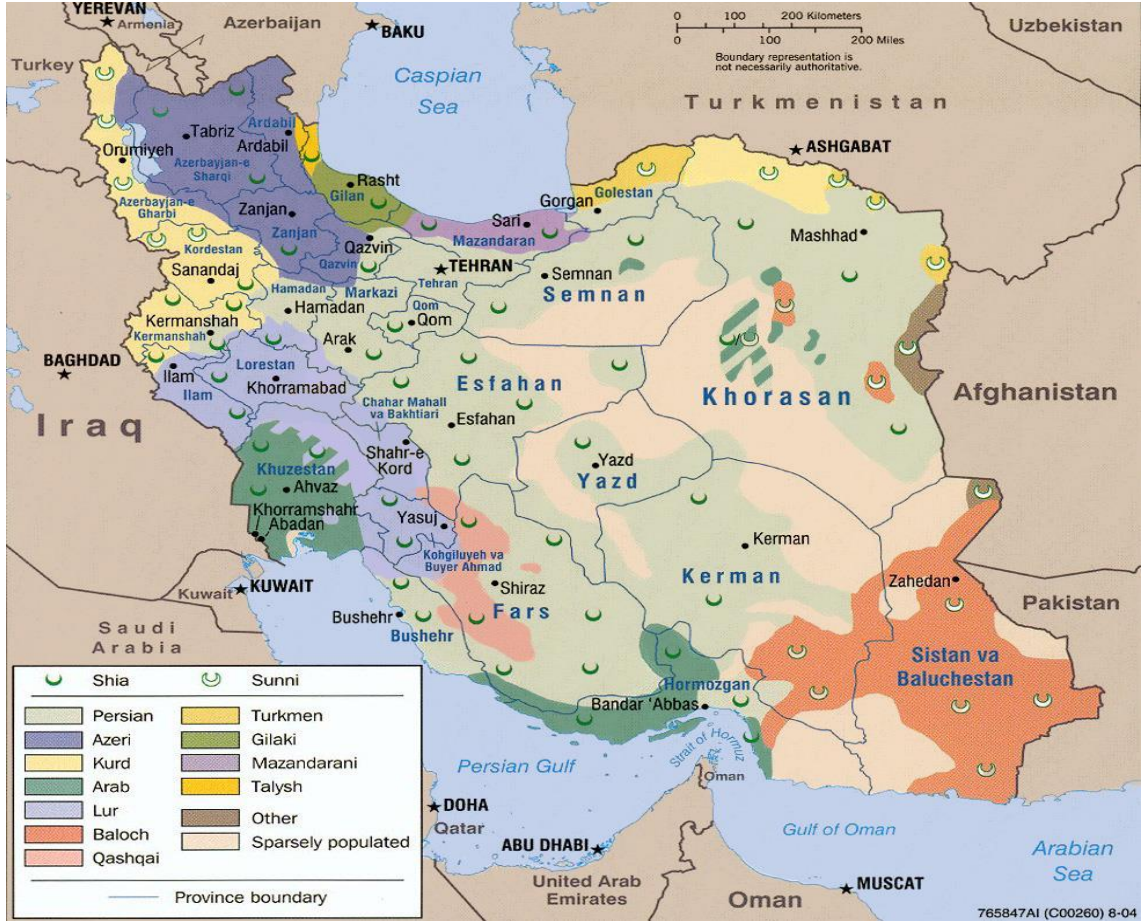 YEREVAN
Armenia
Azerbaijan
BAKU
Turkey
Caspian
Sea
0 100 200 Kilometers
0 100 200 Miles
Boundary representation is
not necessarily authoritative.
Uzbekistan
Turkmenistan
ASHGABAT
Tabriz
Ardabil
Ardabil
Orumiyeh
Azerbayjan-e
Sharqi
Rasht
Gilan
Golestan
Gorgan
Azerbayjan-e
Gharbi
Zanjan
Zanjan
Sari
Mazandaran
Mashhad
Kordestan
Qazvin
Qazvin
TEHRAN
Tehran
Sanandaj
Hamadan
Markazi
Semnan
Semnan
Hamadan
Qom
Qom
Kermanshah
Kermanshah
Arak
BAGHDAD
Ilam
Ilam
Lorestan
Khorramabad
Esfahan
Khorasan
Afghanistan
Chahar Mahall
va Bakhtiari
Esfahan
Iraq
Shahr-e
Kord
Yazd
Yazd
Khuzestan
Ahvaz
Khorramshahr
Abadan
Yasuj
Kohgiluyeh va
Buyer Ahmad
Kerman
Kerman
KUWAIT
Kuwait
Shiraz
Fars
Zahedan
Pakistan
Bushehr
Bushehr
Saudi
Arabia
Sistan va
Baluchestan
Hormozgan
Bandar 'Abbas
Strait of Hormuz
Oman
Persian Gulf
DOHA
Qatar
ABU DHABI
United Arab
Emirates
Gulf of Oman
Oman
MUSCAT
Arabian
Sea
Shia
Sunni
Persian
Azeri
Kurd
Arab
Lur
Baloch
Qashqai
Turkmen
Gilaki
Mazandarani
Talysh
Other
Sparsely populated
Province boundary
765847AI (C00260) 8-04